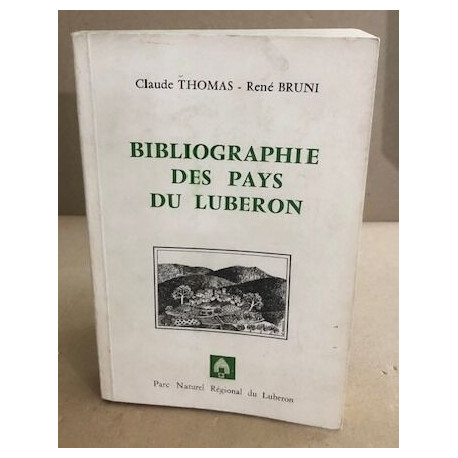 Claude THOMAS - René BRUNI
BIBLIOGRAPHIE
DES PAYS
DU LUBERON
Parc Naturel Régional du Luberon